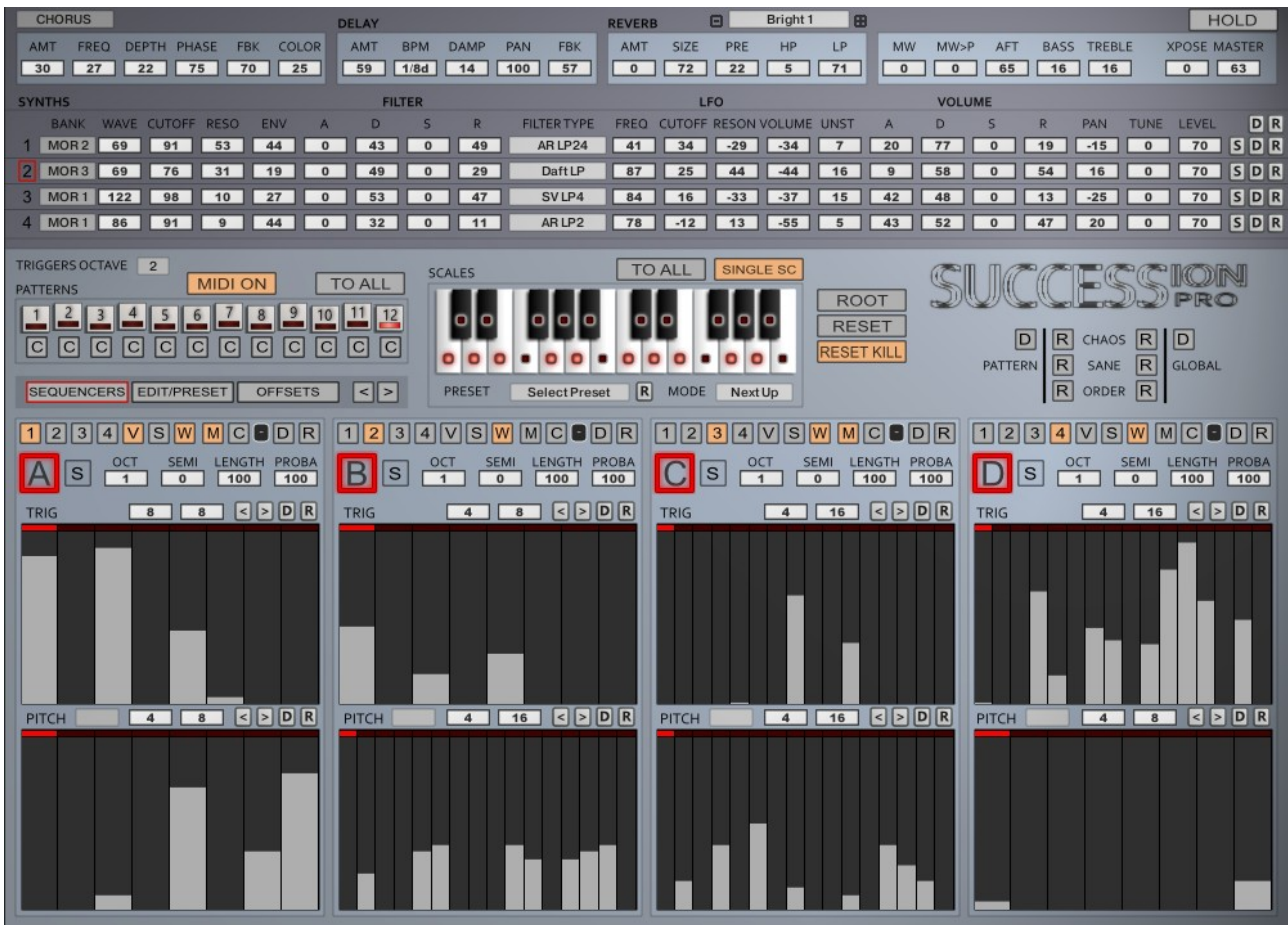 CHORUS DELAY REVERB Bright 1 HOLD
AMT FREQ DEPTH PHASE FBK COLOR AMT BPM DAMP PAN FBK AMT SIZE PRE HP LP MW MW>P AFT BASS TREBLE XPOSE MASTER
30 27 22 75 70 25 59 1/8d 14 100 57 0 72 22 5 71 0 0 65 16 16 0 63
SYNTHS FILTER LFO VOLUME
BANK WAVE CUTOFF RESO ENV A D S R FILTER TYPE FREQ CUTOFF RESON VOLUME UNST A D S R PAN TUNE LEVEL D R
1 MOR 2 69 91 53 44 0 43 0 49 AR LP24 41 34 -29 -34 7 20 77 0 19 -15 0 70 S D R
2 MOR 3 69 76 31 19 0 49 0 29 Daft LP 87 25 44 -44 16 9 58 0 54 16 0 70 S D R
3 MOR 1 122 98 10 27 0 53 0 47 SV LP4 84 16 -33 -37 15 42 48 0 13 -25 0 70 S D R
4 MOR 1 86 91 9 44 0 32 0 11 AR LP2 78 -12 13 -55 5 43 52 0 47 20 0 70 S D R
TRIGGERS OCTAVE 2
PATTERNS MIDI ON TO ALL
1 2 3 4 5 6 7 8 9 10 11 12
C C C C C C C C C C C C
SEQUENCERS EDIT/PRESET OFFSETS < >
SCALES TO ALL SINGLE SC
PRESET Select Preset R MODE Next Up
ROOT
RESET
RESET KILL
SUCCESSION
PRO
D R CHAOS R D
PATTERN R SANE R GLOBAL
R ORDER R
1 2 3 4 V S W M C - D R 1 2 3 4 V S W M C - D R 1 2 3 4 V S W M C - D R 1 2 3 4 V S W M C - D R
OCT SEMI LENGTH PROBA OCT SEMI LENGTH PROBA OCT SEMI LENGTH PROBA OCT SEMI LENGTH PROBA
A S 1 0 100 100 B S 1 0 100 100 C S 1 0 100 100 D S 1 0 100 100
TRIG 8 8 < > D R TRIG 4 8 < > D R TRIG 4 16 < > D R TRIG 4 16 < > D R
PITCH 4 8 < > D R PITCH 4 16 < > D R PITCH 4 16 < > D R PITCH 4 8 < > D R